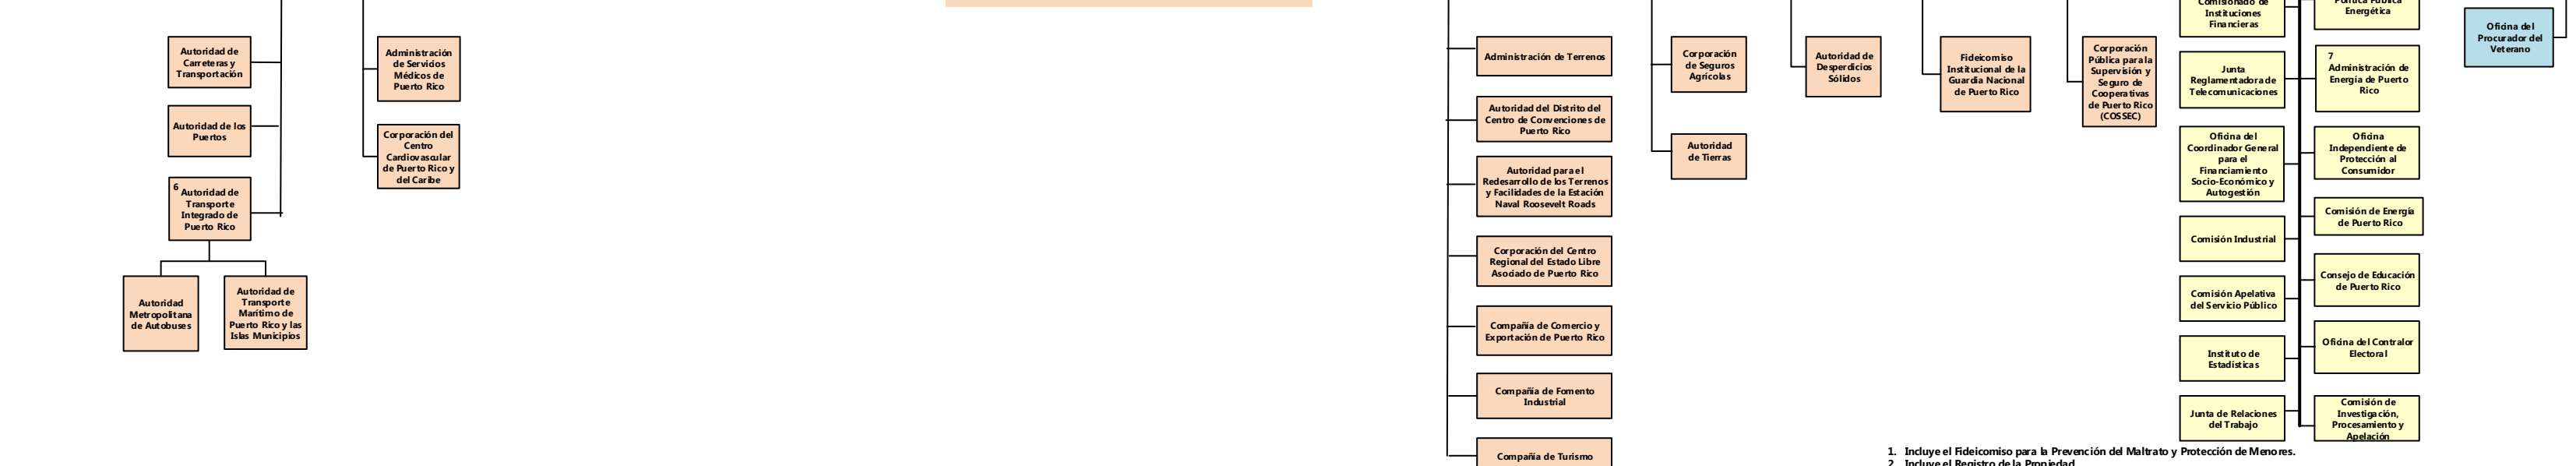 Autoridad de
Carreteras y
Transportación
Autoridad de los
Puertos
6
Autoridad de
Transporte
Integrado de
Puerto Rico
Autoridad
Metropolitana
de Autobuses
Autoridad de
Transporte
Marítimo de
Puerto Rico y las
Islas Municipios
Administración
de Servicios
Médicos de
Puerto Rico
Corporación del
Centro
Cardiovascular
de Puerto Rico y
del Caribe
Administración de Terrenos
Autoridad del Distrito del
Centro de Convenciones de
Puerto Rico
Autoridad para el
Redesarrollo de los Terrenos
y Facilidades de la Estación
Naval Roosevelt Roads
Corporación del Centro
Regional del Estado Libre
Asociado de Puerto Rico
Compañía de Comercio y
Exportación de Puerto Rico
Compañía de Fomento
Industrial
Compañía de Turismo
Corporación
de Seguros
Agrícolas
Autoridad
de Tierras
Autoridad de
Desperdicios
Sólidos
Fideicomiso
Institucional de la
Guardia Nacional
de Puerto Rico
Corporación
Pública para la
Supervisión y
Seguro de
Cooperativas
de Puerto Rico
(COSSEC)
Comisionado de
Instituciones
Financieras
Junta
Reglamentadora de
Telecomunicaciones
Oficina del
Coordinador General
para el
Financiamiento
Socio-Económico y
Autogestión
Comisión Industrial
Comisión Apelativa
del Servicio Público
Instituto de
Estadísticas
Junta de Relaciones
del Trabajo
Política Pública
Energética
7
Administración de
Energía de Puerto
Rico
Oficina
Independiente de
Protección al
Consumidor
Comisión de Energía
de Puerto Rico
Consejo de Educación
de Puerto Rico
Oficina del Contralor
Electoral
Comisión de
Investigación,
Procesamiento y
Apelación
Oficina del
Procurador del
Veterano
1. Incluye el Fideicomiso para la Prevención del Maltrato y Protección de Menores.
2. Incluye el Registro de la Propiedad